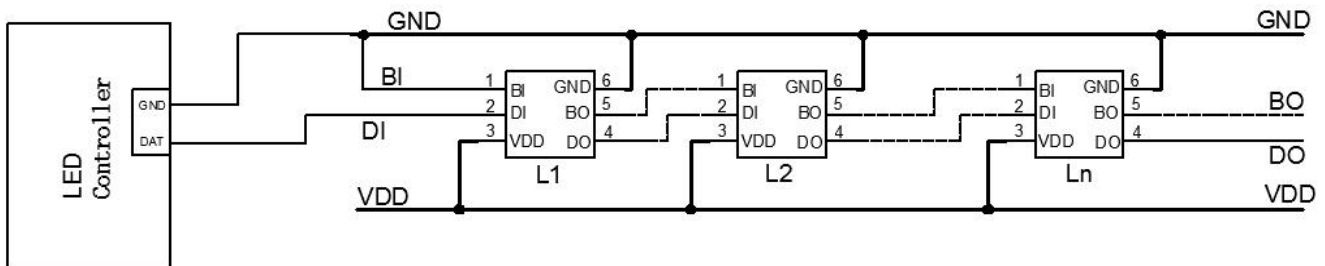 GND GND
BI
1 BI GND 6
2 DI BO 5
3 VDD DO 4
L1
1 BI GND 6
2 DI BO 5
3 VDD DO 4
L2
1 BI GND 6
2 DI BO 5
3 VDD DO 4
Ln
BO
DO
GND
DAT
DI
LED
Controller
VDD VDD